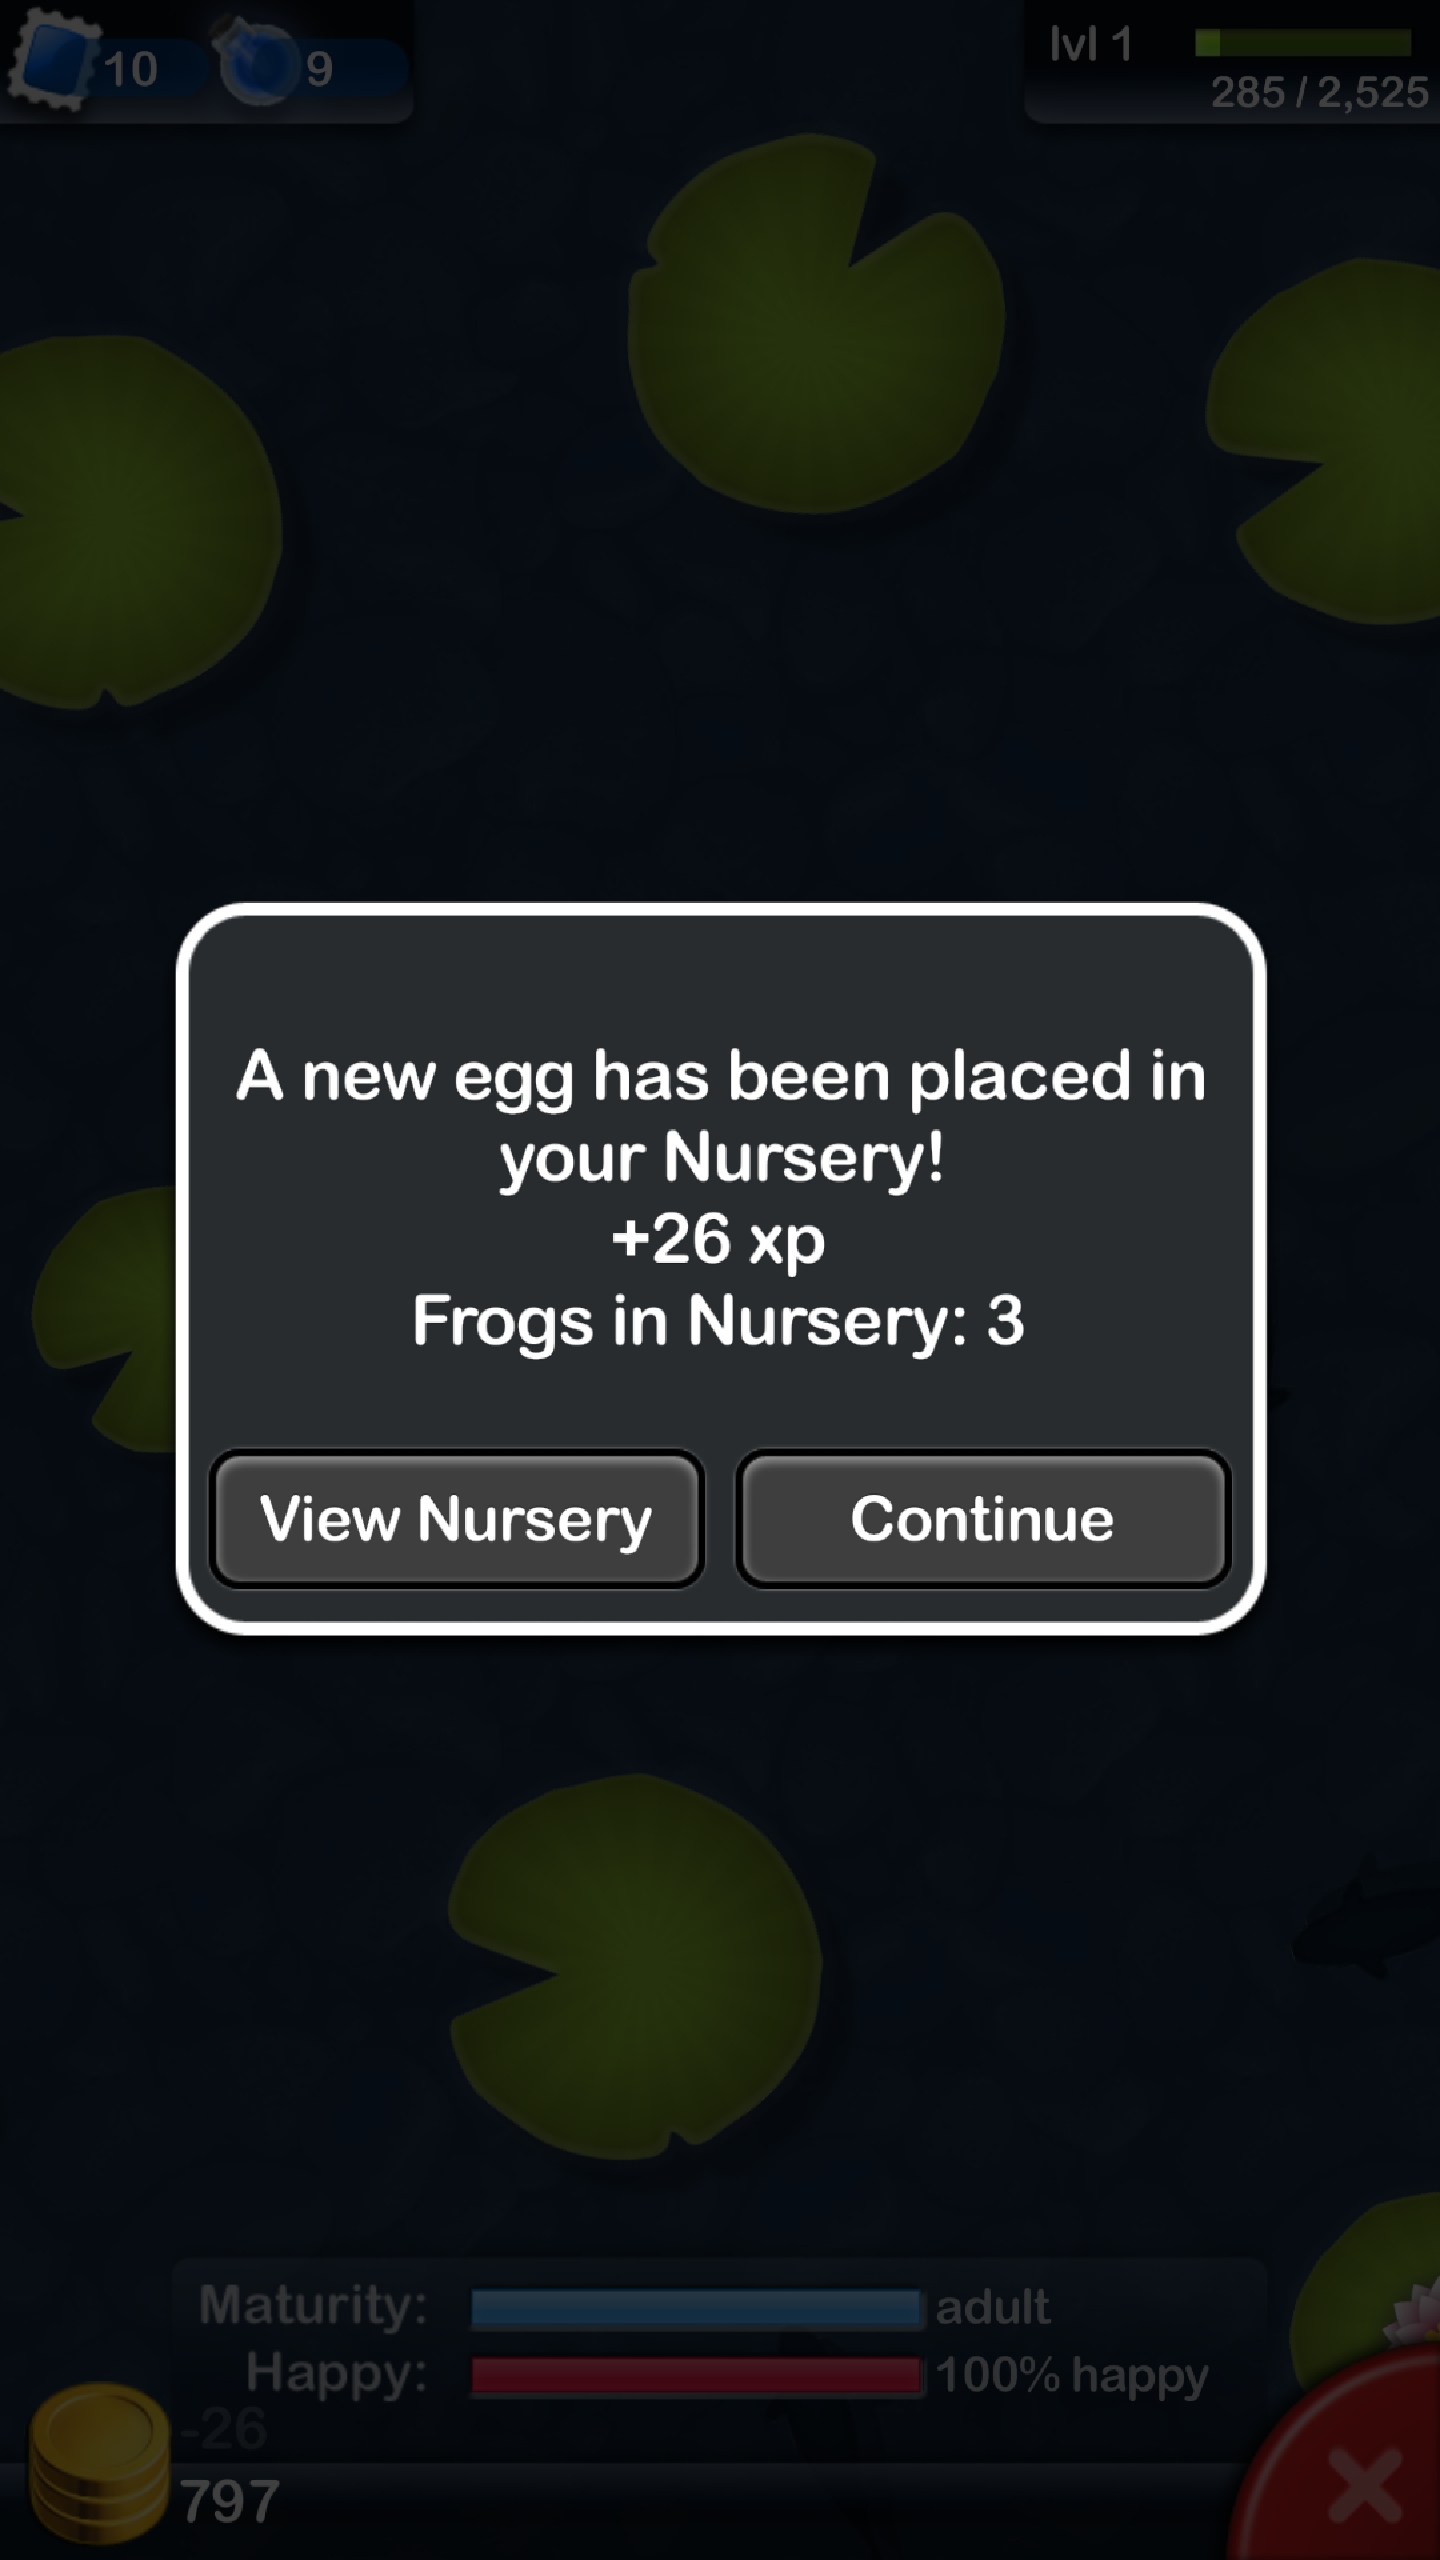 10
9
lvl 1
285 / 2,525
A new egg has been placed in
your Nursery!
+26 xp
Frogs in Nursery: 3
View Nursery
Continue
Maturity:
adult
Happy:
100% happy
-26
797